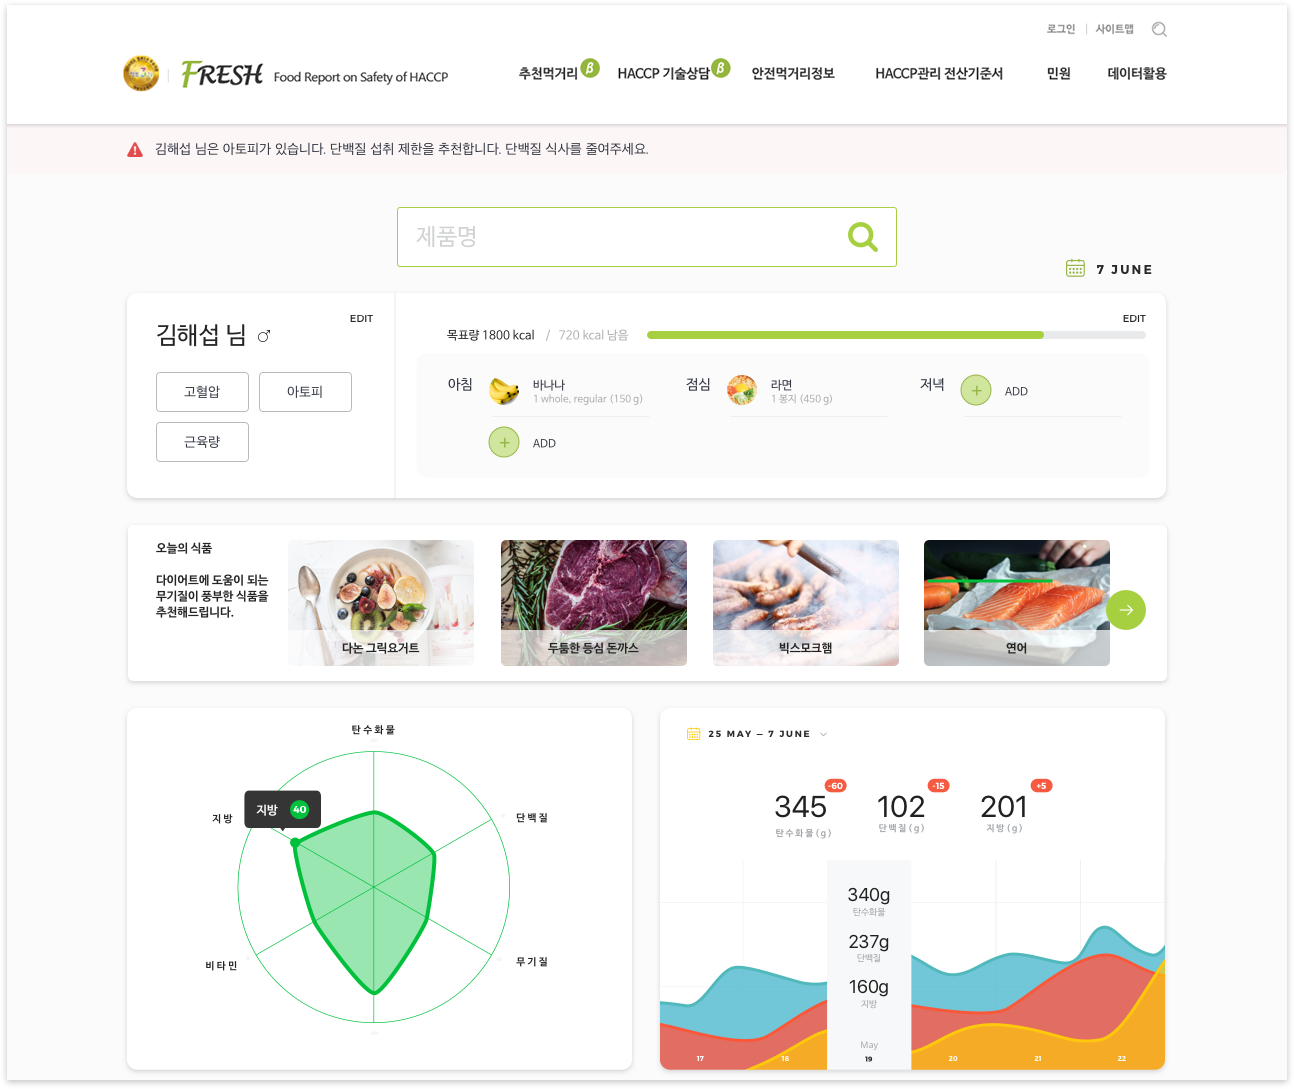 로그인 사이트맵
FRESH Food Report on Safety of HACCP
추천먹거리 β HACCP 기술상담 β 안전먹거리정보 HACCP관리 전산기준서 민원 데이터활용
김해섭 님은 아토피가 있습니다. 단백질 섭취 제한을 추천합니다. 단백질 식사를 줄여주세요.
제품명
7 JUNE
김해섭 님 ♂
EDIT
고혈압 아토피
근육량
EDIT
목표량 1800 kcal / 720 kcal 남음
아침 바나나
1 whole, regular (150 g)
+ ADD
점심 라면
1 봉지 (450 g)
저녁 + ADD
오늘의 식품
다이어트에 도움이 되는
무기질이 풍부한 식품을
추천해드립니다.
다논 그릭요거트
두툼한 등심 돈까스
빅스모크햄
연어
탄수화물
지방 40
지방
단백질
비타민
무기질
25 MAY – 7 JUNE
-60 -15 +5
345 102 201
탄수화물(g) 단백질(g) 지방(g)
340g
탄수화물
237g
단백질
160g
지방
May
17 18 19 20 21 22